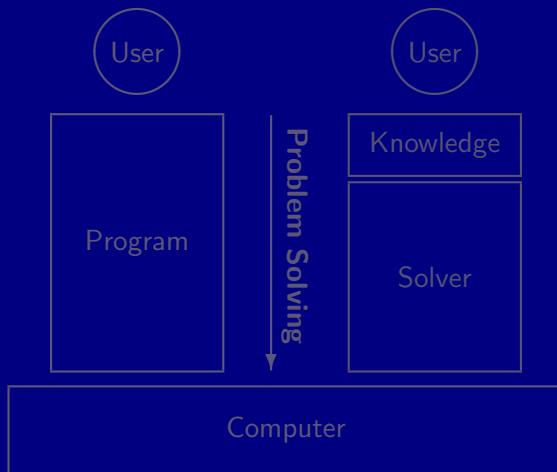 User
User
Knowledge
Program
Problem Solving
Solver
Computer